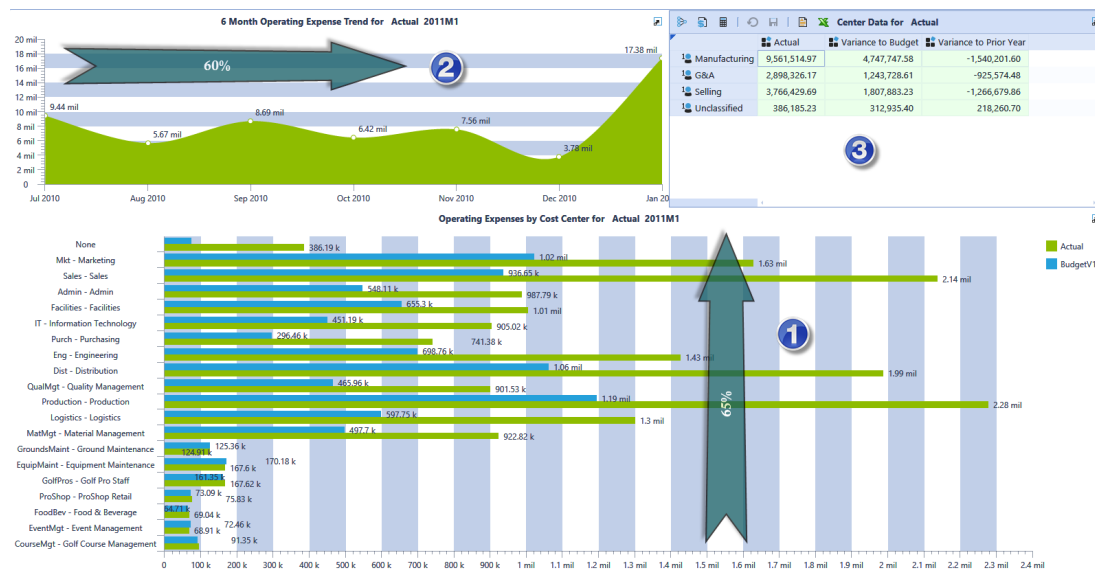 6 Month Operating Expense Trend for Actual 2011M1
20 mil
18 mil
16 mil
14 mil
12 mil
10 mil
8 mil
6 mil
4 mil
2 mil
0
60%
2
9.44 mil
5.67 mil
8.69 mil
6.42 mil
7.56 mil
3.78 mil
17.38 mil
Jul 2010 Aug 2010 Sep 2010 Oct 2010 Nov 2010 Dec 2010 Jan 20
Center Data for Actual
Actual Variance to Budget Variance to Prior Year
Manufacturing 9,561,514.97 4,747,747.58 -1,540,201.60
G&A 2,898,326.17 1,243,728.61 -925,574.48
Selling 3,766,429.69 1,807,883.23 -1,266,679.86
Unclassified 386,185.23 312,935.40 218,260.70
3
Operating Expenses by Cost Center for Actual 2011M1
Actual
BudgetV1
None 386.19 k
Mkt - Marketing 1.02 mil 1.63 mil
Sales - Sales 936.65 k 2.14 mil
Admin - Admin 548.11 k 987.79 k
Facilities - Facilities 655.3 k 1.01 mil
IT - Information Technology 451.19 k 905.02 k
Purch - Purchasing 296.46 k 741.38 k
Eng - Engineering 698.76 k 1.43 mil
Dist - Distribution 1.06 mil 1.99 mil
QualMgt - Quality Management 465.96 k 901.53 k
Production - Production 1.19 mil 2.28 mil
Logistics - Logistics 597.75 k 1.3 mil
MatMgt - Material Management 497.7 k 922.82 k
GroundsMaint - Ground Maintenance 125.36 k 124.91 k
EquipMaint - Equipment Maintenance 170.18 k 167.6 k
GolfPros - Golf Pro Staff 161.35 k 167.62 k
ProShop - ProShop Retail 73.09 k 75.83 k
FoodBev - Food & Beverage 64.71 k 69.04 k
EventMgt - Event Management 72.46 k 68.91 k
CourseMgt - Golf Course Management 91.35 k
1
65%
0 100 k 200 k 300 k 400 k 500 k 600 k 700 k 800 k 900 k 1 mil 1.1 mil 1.2 mil 1.3 mil 1.4 mil 1.5 mil 1.6 mil 1.7 mil 1.8 mil 1.9 mil 2 mil 2.1 mil 2.2 mil 2.3 mil 2.4 mil